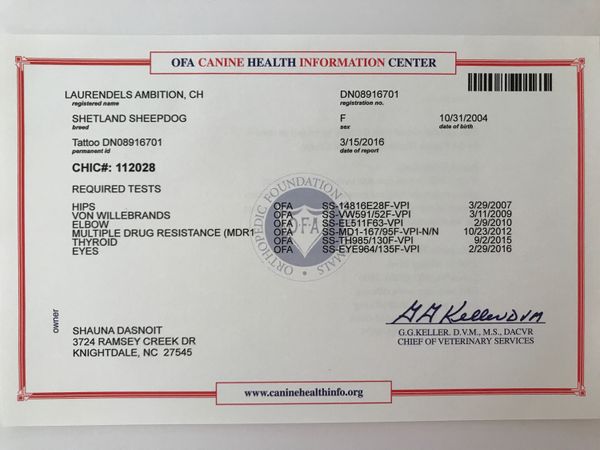 OFA CANINE HEALTH INFORMATION CENTER
LAURENDELS AMBITION, CH
registered name
DN08916701
registration no.
SHETLAND SHEEPDOG
breed
F
sex
10/31/2004
date of birth
Tattoo DN08916701
permanent id
3/15/2016
date of report
CHIC#: 112028
REQUIRED TESTS
HIPS OFA SS-14816E28F-VPI 3/29/2007
VON WILLEBRANDS OFA SS-VW591/52F-VPI 3/11/2009
ELBOW OFA SS-EL511F63-VPI 2/9/2010
MULTIPLE DRUG RESISTANCE (MDR1 OFA SS-MD1-167/95F-VPI-N/N 10/23/2012
THYROID OFA SS-TH985/130F-VPI 9/2/2015
EYES OFA SS-EYE964/135F-VPI 2/29/2016
ORTHOPEDIC FOUNDATION
OFA
ANIMALS
owner
SHAUNA DASNOIT
3724 RAMSEY CREEK DR
KNIGHTDALE, NC 27545
GG Keller DVM
G.G.KELLER. D.V.M., M.S., DACVR
CHIEF OF VETERINARY SERVICES
www.caninehealthinfo.org